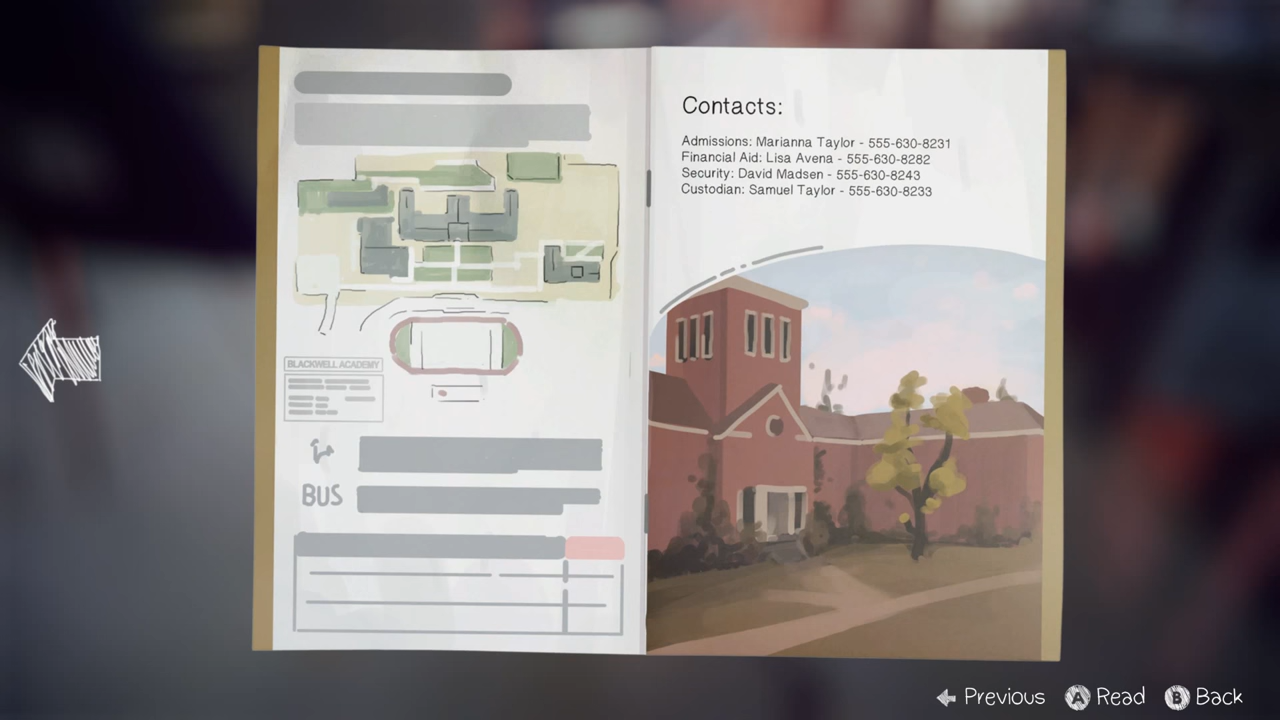 BLACKWELL ACADEMY
BUS
Contacts:
Admissions: Marianna Taylor - 555-630-8231
Financial Aid: Lisa Avena - 555-630-8282
Security: David Madsen - 555-630-8243
Custodian: Samuel Taylor - 555-630-8233
Previous
A Read
B Back